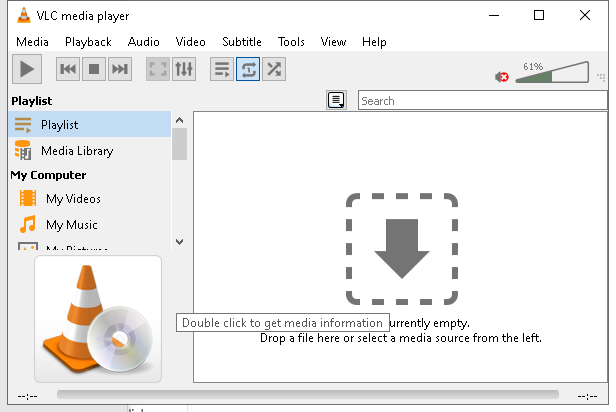 VLC media player
Media Playback Audio Video Subtitle Tools View Help
61%
Playlist
Search
Playlist
Media Library
My Computer
My Videos
My Music
My Pictures
Double click to get media information
urrently empty.
Drop a file here or select a media source from the left.
--:--
--:--